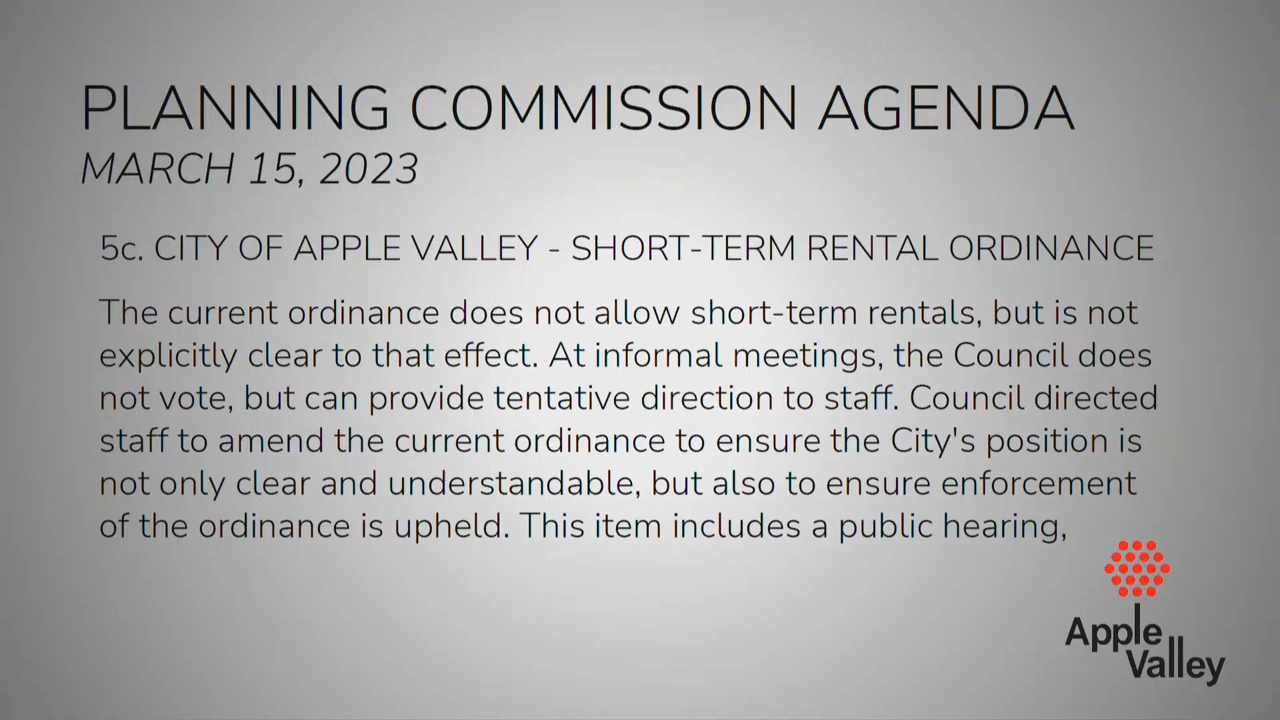 PLANNING COMMISSION AGENDA
MARCH 15, 2023
5c. CITY OF APPLE VALLEY - SHORT-TERM RENTAL ORDINANCE
The current ordinance does not allow short-term rentals, but is not
explicitly clear to that effect. At informal meetings, the Council does
not vote, but can provide tentative direction to staff. Council directed
staff to amend the current ordinance to ensure the City's position is
not only clear and understandable, but also to ensure enforcement
of the ordinance is upheld. This item includes a public hearing,
Apple
Valley